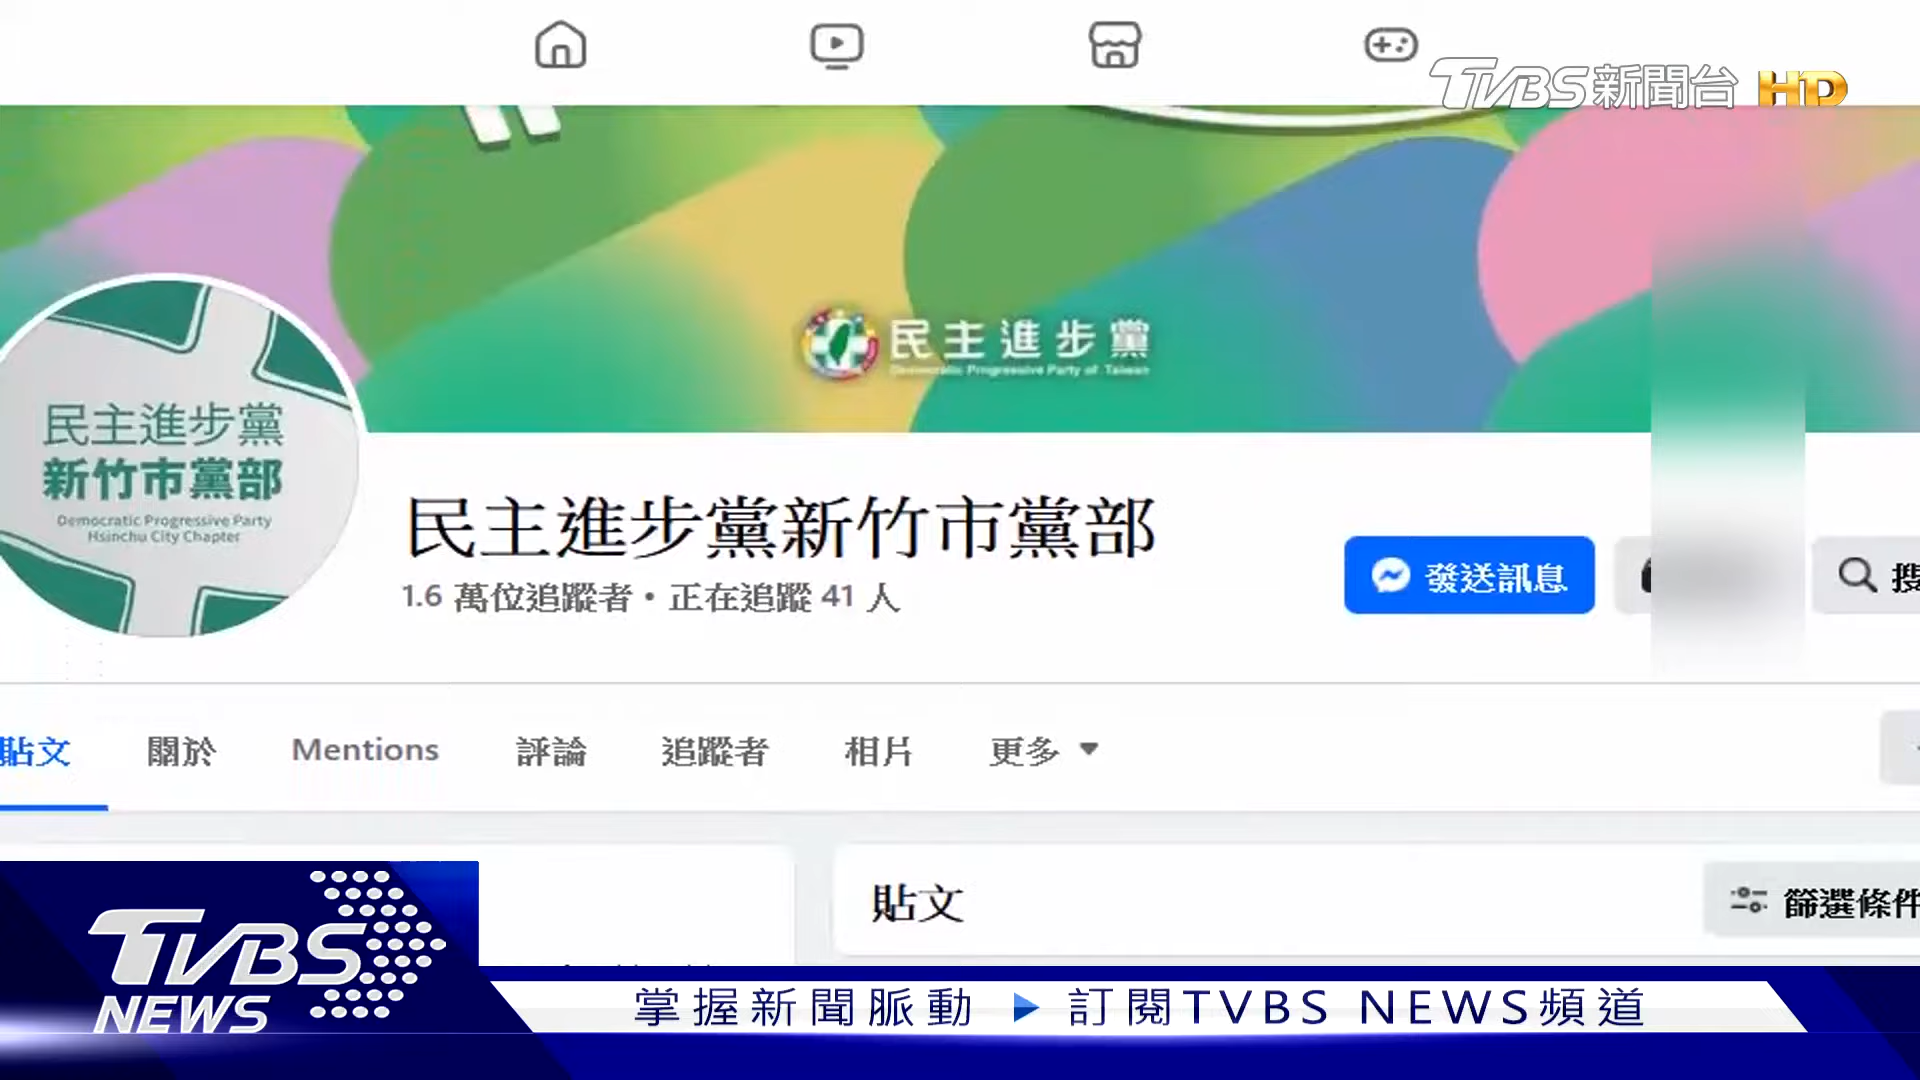 TVBS新聞台 HD
民主進步黨
Democratic Progressive Party of Taiwan
民主進步黨
新竹市黨部
Democratic Progressive Party
Hsinchu City Chapter
民主進步黨新竹市黨部
1.6 萬位追蹤者・正在追蹤 41 人
發送訊息
搜
貼文
關於
Mentions
評論
追蹤者
相片
更多
貼文
篩選條件
TVBS
NEWS
掌握新聞脈動 ▶ 訂閱TVBS NEWS頻道